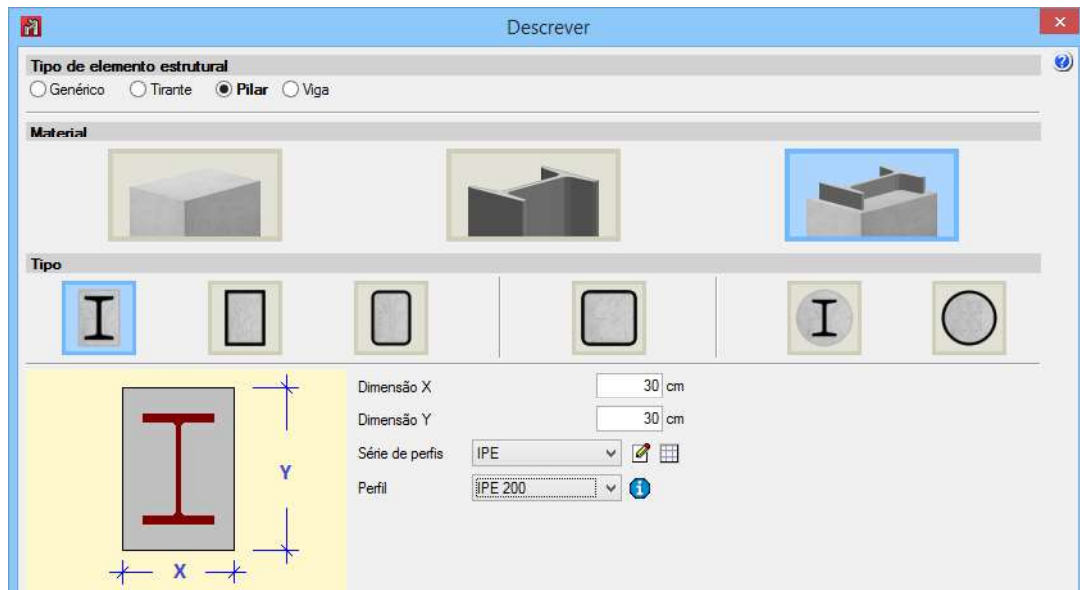 Descrever
Tipo de elemento estrutural
Genérico Tirante Pilar Viga
Material
Tipo
Dimensão X 30 cm
Dimensão Y 30 cm
Série de perfis IPE
Perfil IPE 200
Y
X